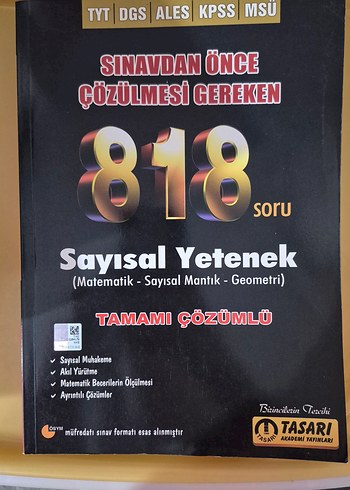 TYT | DGS | ALES | KPSS | MSÜ
SINAVDAN ÖNCE
ÇÖZÜLMESİ GEREKEN
818
soru
Sayısal Yetenek
(Matematik - Sayısal Mantık - Geometri)
TAMAMI ÇÖZÜMLÜ
Sayısal Muhakeme
Akıl Yürütme
Matematik Becerilerin Ölçülmesi
Ayrıntılı Çözümler
ÖSYM müfredatı sınav formatı esas alınmıştır
Birincilerin Tercihi
TASARI
TASARI
AKADEMİ YAYINLARI